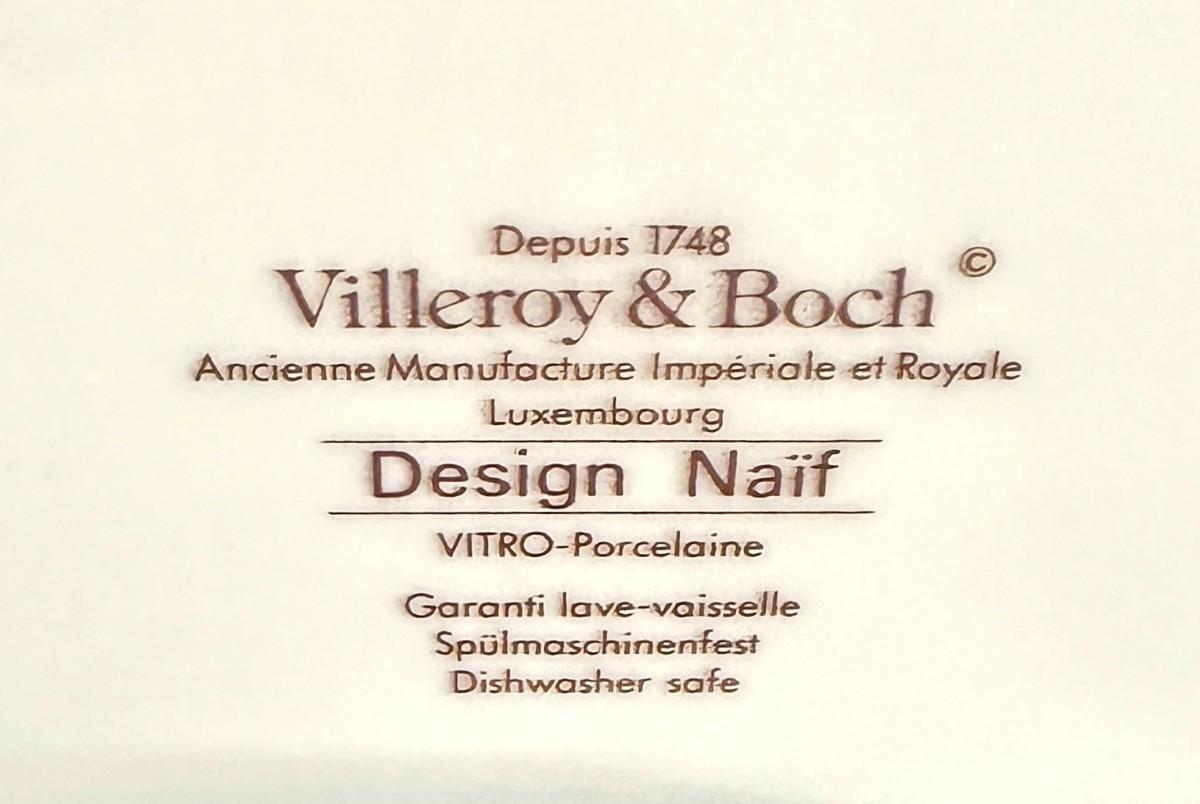 Depuis 1748
Villeroy & Boch ©
Ancienne Manufacture Impériale et Royale
Luxembourg
Design Naïf
VITRO-Porcelaine
Garanti lave-vaisselle
Spülmaschinenfest
Dishwasher safe